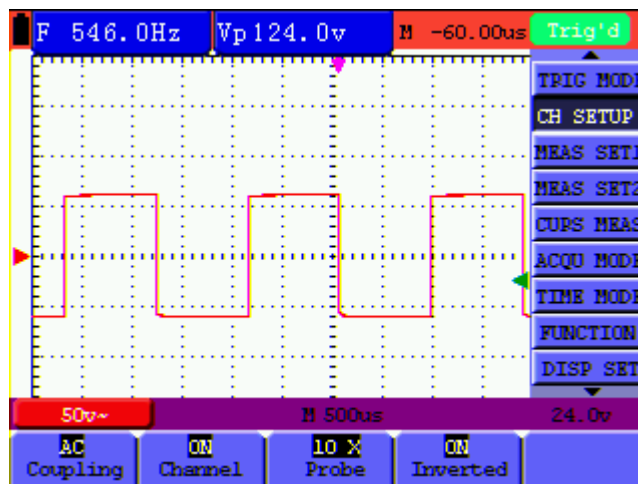 F 546.0Hz
Vp124.0v
M -60.00us
Trig'd
TRIG MODE
CH SETUP
MEAS SET1
MEAS SET2
CURS MEAS
ACQU MODE
TIME MODE
FUNCTION
DISP SET
50v~
M 500us
24.0v
AC
Coupling
ON
Channel
10 X
Probe
ON
Inverted